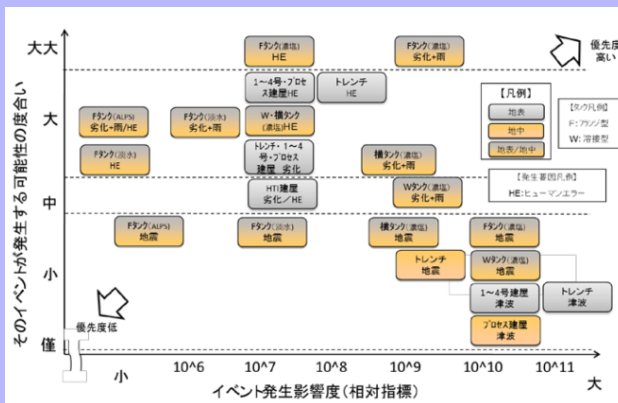 大大
大
中
小
僅
そのイベントが発生する可能性の度合い
Fタンク(濃塩)
HE
Fタンク(濃塩)
劣化+雨
優先度
高い
1～4号・プロセ
ス建屋HE
トレンチ
HE
Fタンク(ALPS)
劣化+雨/HE
Fタンク(淡水)
劣化+雨
W・横タンク
(濃塩)HE
Fタンク(淡水)
HE
トレンチ・1～4
号・プロセス
建屋 劣化
横タンク(濃塩)
劣化+雨
HTI建屋
劣化／HE
Wタンク(濃塩)
劣化+雨
【凡例】
地表
地中
地表/地中
【タンク凡例】
F:フランジ型
W:溶接型
【発生要因凡例】
HE:ヒューマンエラー
Fタンク(ALPS)
地震
Fタンク(淡水)
地震
横タンク(濃塩)
地震
Fタンク(濃塩)
地震
トレンチ
地震
Wタンク(濃塩)
地震
1～4号建屋
津波
トレンチ
津波
プロセス建屋
津波
優先度低
小
10^6
10^7
10^8
10^9
10^10
10^11
大
イベント発生影響度(相対指標)